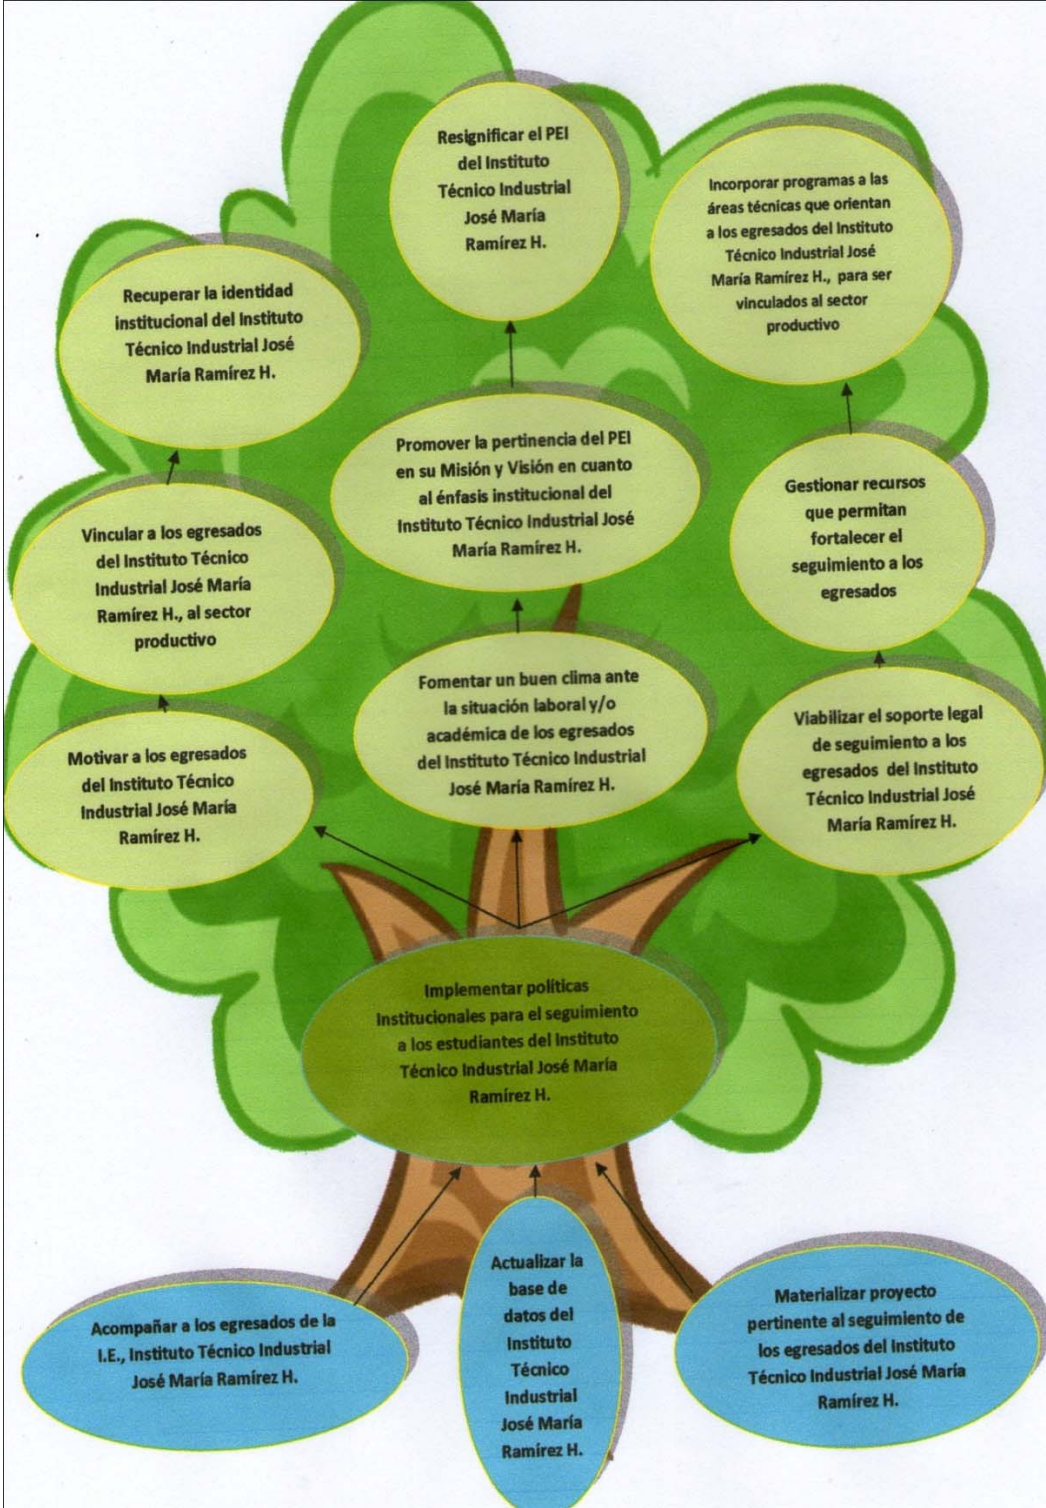 Resignificar el PEI
del Instituto
Técnico Industrial
José María
Ramírez H.
Incorporar programas a las
áreas técnicas que orientan
a los egresados del Instituto
Técnico Industrial José
María Ramírez H., para ser
vinculados al sector
productivo
Recuperar la identidad
institucional del Instituto
Técnico Industrial José
María Ramírez H.
Promover la pertinencia del PEI
en su Misión y Visión en cuanto
al énfasis institucional del
Instituto Técnico Industrial José
María Ramírez H.
Gestionar recursos
que permitan
fortalecer el
seguimiento a los
egresados
Vincular a los egresados
del Instituto Técnico
Industrial José María
Ramírez H., al sector
productivo
Fomentar un buen clima ante
la situación laboral y/o
académica de los egresados
del Instituto Técnico Industrial
José María Ramírez H.
Viabilizar el soporte legal
de seguimiento a los
egresados del Instituto
Técnico Industrial José
María Ramírez H.
Motivar a los egresados
del Instituto Técnico
Industrial José María
Ramírez H.
Implementar políticas
Institucionales para el seguimiento
a los estudiantes del Instituto
Técnico Industrial José María
Ramírez H.
Acompañar a los egresados de la
I.E., Instituto Técnico Industrial
José María Ramírez H.
Actualizar la
base de
datos del
Instituto
Técnico
Industrial
José María
Ramírez H.
Materializar proyecto
pertinente al seguimiento de
los egresados del Instituto
Técnico Industrial José María
Ramírez H.